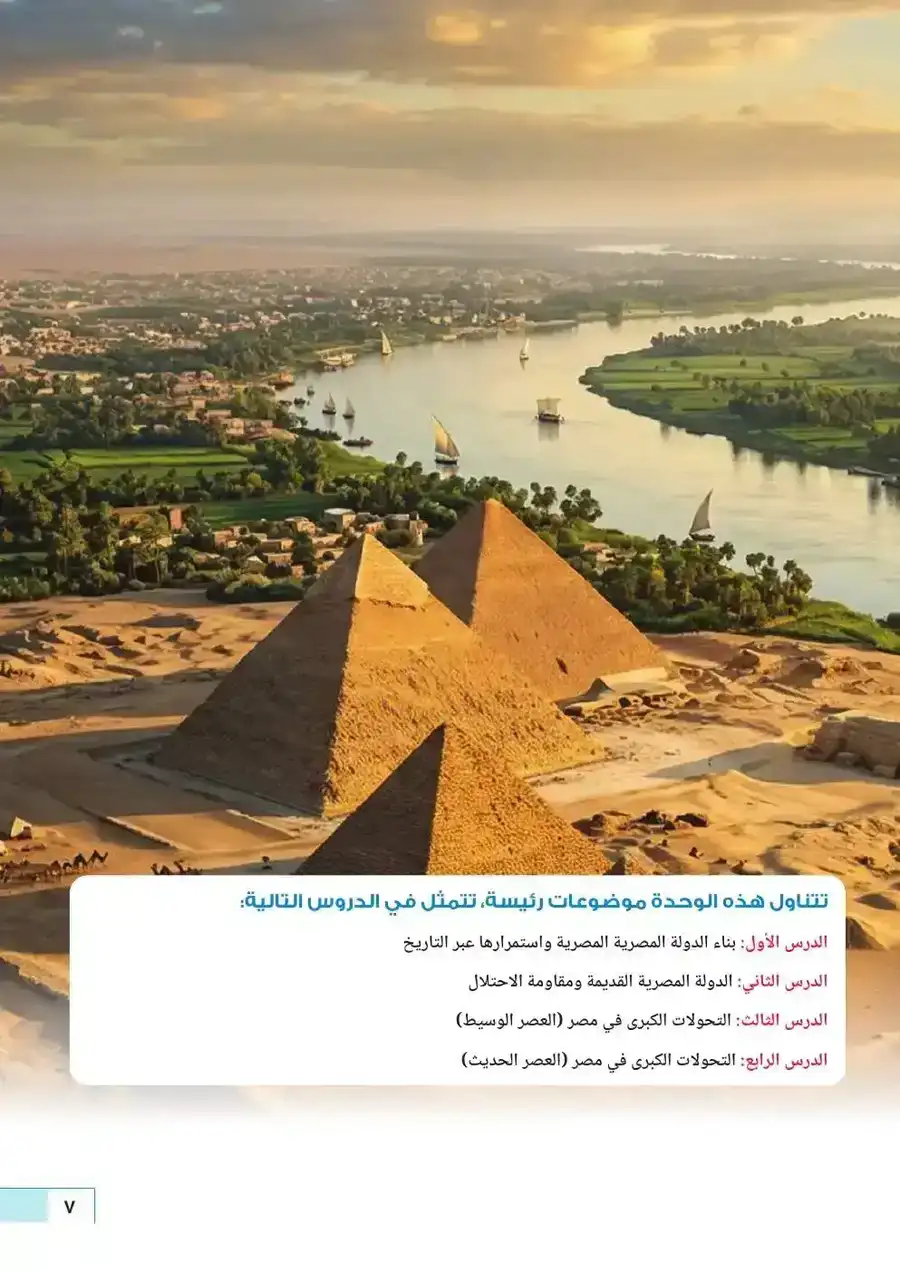 تتناول هذه الوحدة موضوعات رئيسة، تتمثل في الدروس التالية:
الدرس الأول: بناء الدولة المصرية المصرية واستمرارها عبر التاريخ
الدرس الثاني: الدولة المصرية القديمة ومقاومة الاحتلال
الدرس الثالث: التحولات الكبرى في مصر (العصر الوسيط)
الدرس الرابع: التحولات الكبرى في مصر (العصر الحديث)
٧